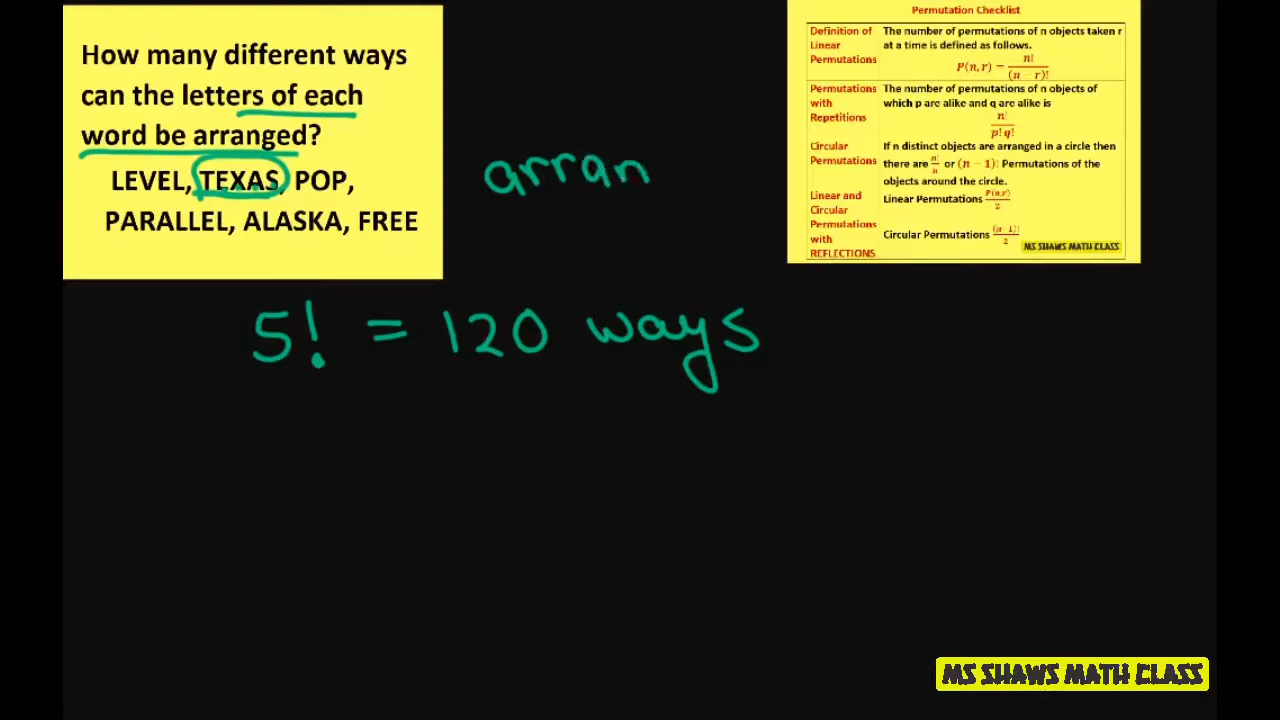 How many different ways
can the letters of each
word be arranged?
LEVEL, TEXAS, POP,
PARALLEL, ALASKA, FREE
arran
5! = 120 ways
Permutation Checklist
Definition of Linear Permutations
The number of permutations of n objects taken r
at a time is defined as follows.
P(n, r) = n!/(n − r)!
Permutations with Repetitions
The number of permutations of n objects of
which p are alike and q are alike is
n!/p! q!
Circular Permutations
If n distinct objects are arranged in a circle then
there are n!/n or (n − 1)! Permutations of the
objects around the circle.
Linear and Circular Permutations with REFLECTIONS
Linear Permutations P(n,r)/2
Circular Permutations (n−1)!/2
MS SHAWS MATH CLASS
MS SHAWS MATH CLASS